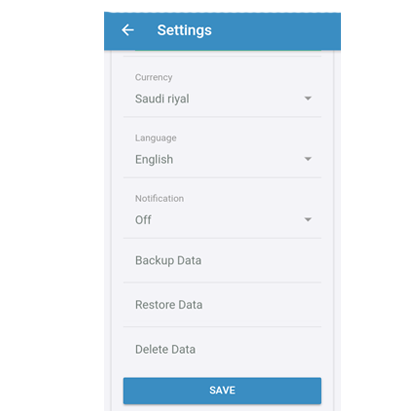 Settings
Currency
Saudi riyal
Language
English
Notification
Off
Backup Data
Restore Data
Delete Data
SAVE